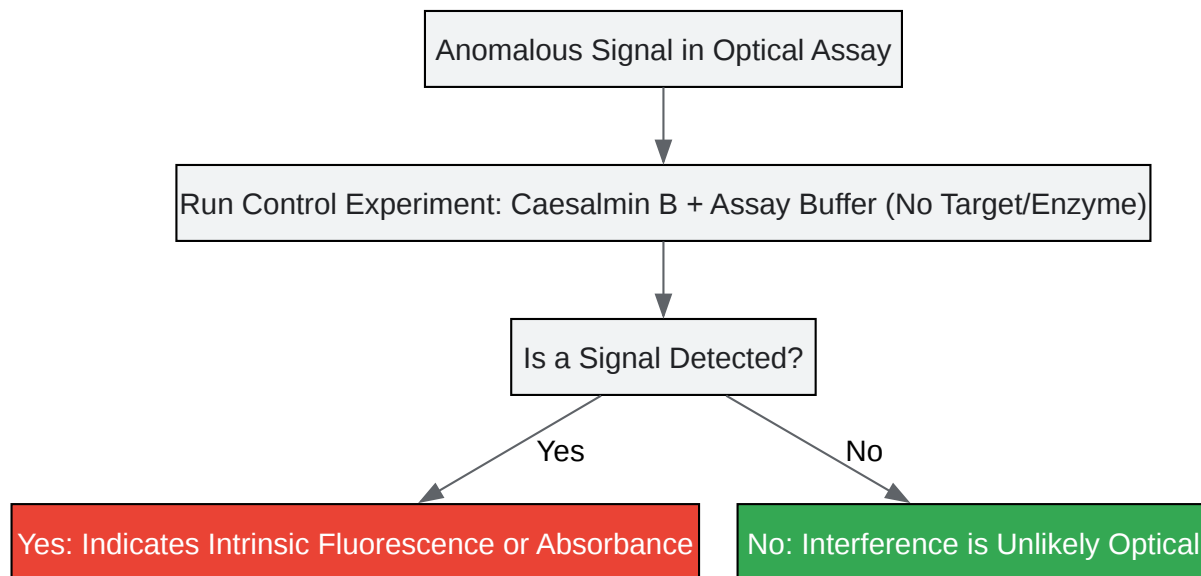 Anomalous Signal in Optical Assay
Run Control Experiment: Caesalmin B + Assay Buffer (No Target/Enzyme)
Is a Signal Detected?
Yes
No
Yes: Indicates Intrinsic Fluorescence or Absorbance
No: Interference is Unlikely Optical